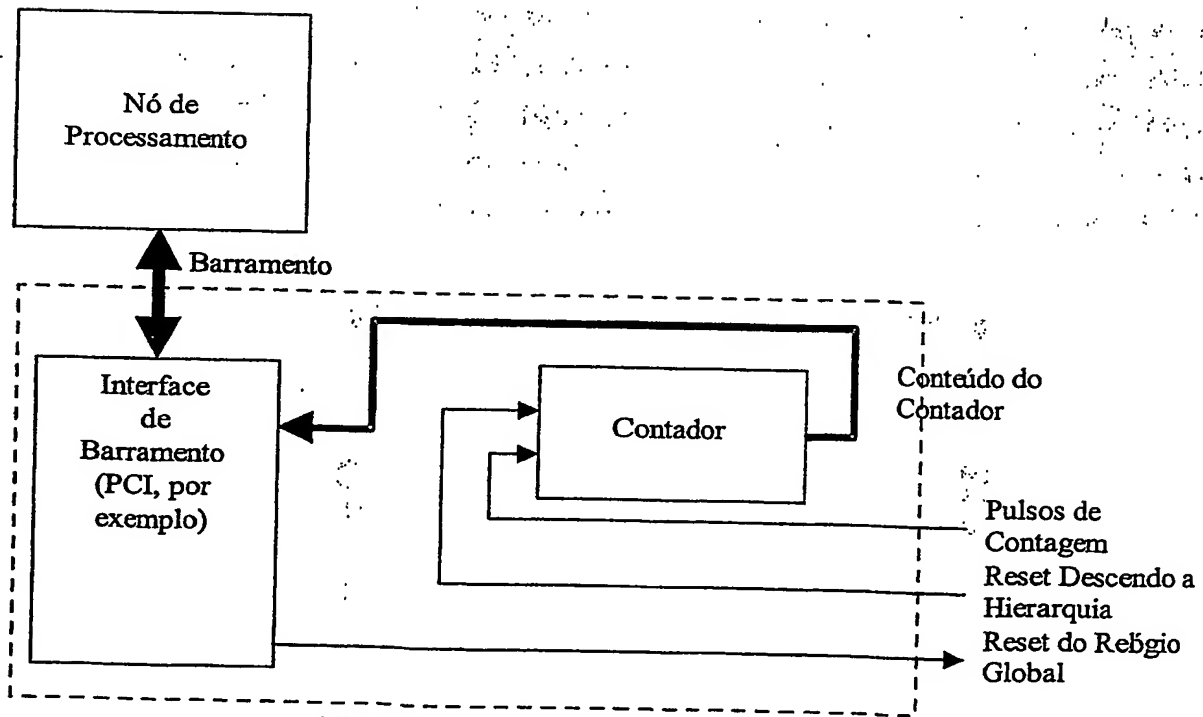 Nó de
Processamento
Barramento
Interface
de
Barramento
(PCI, por
exemplo)
Contador
Conteúdo do
Contador
Pulsos de
Contagem
Reset Descendo a
Hierarquia
Reset do Relógio
Global